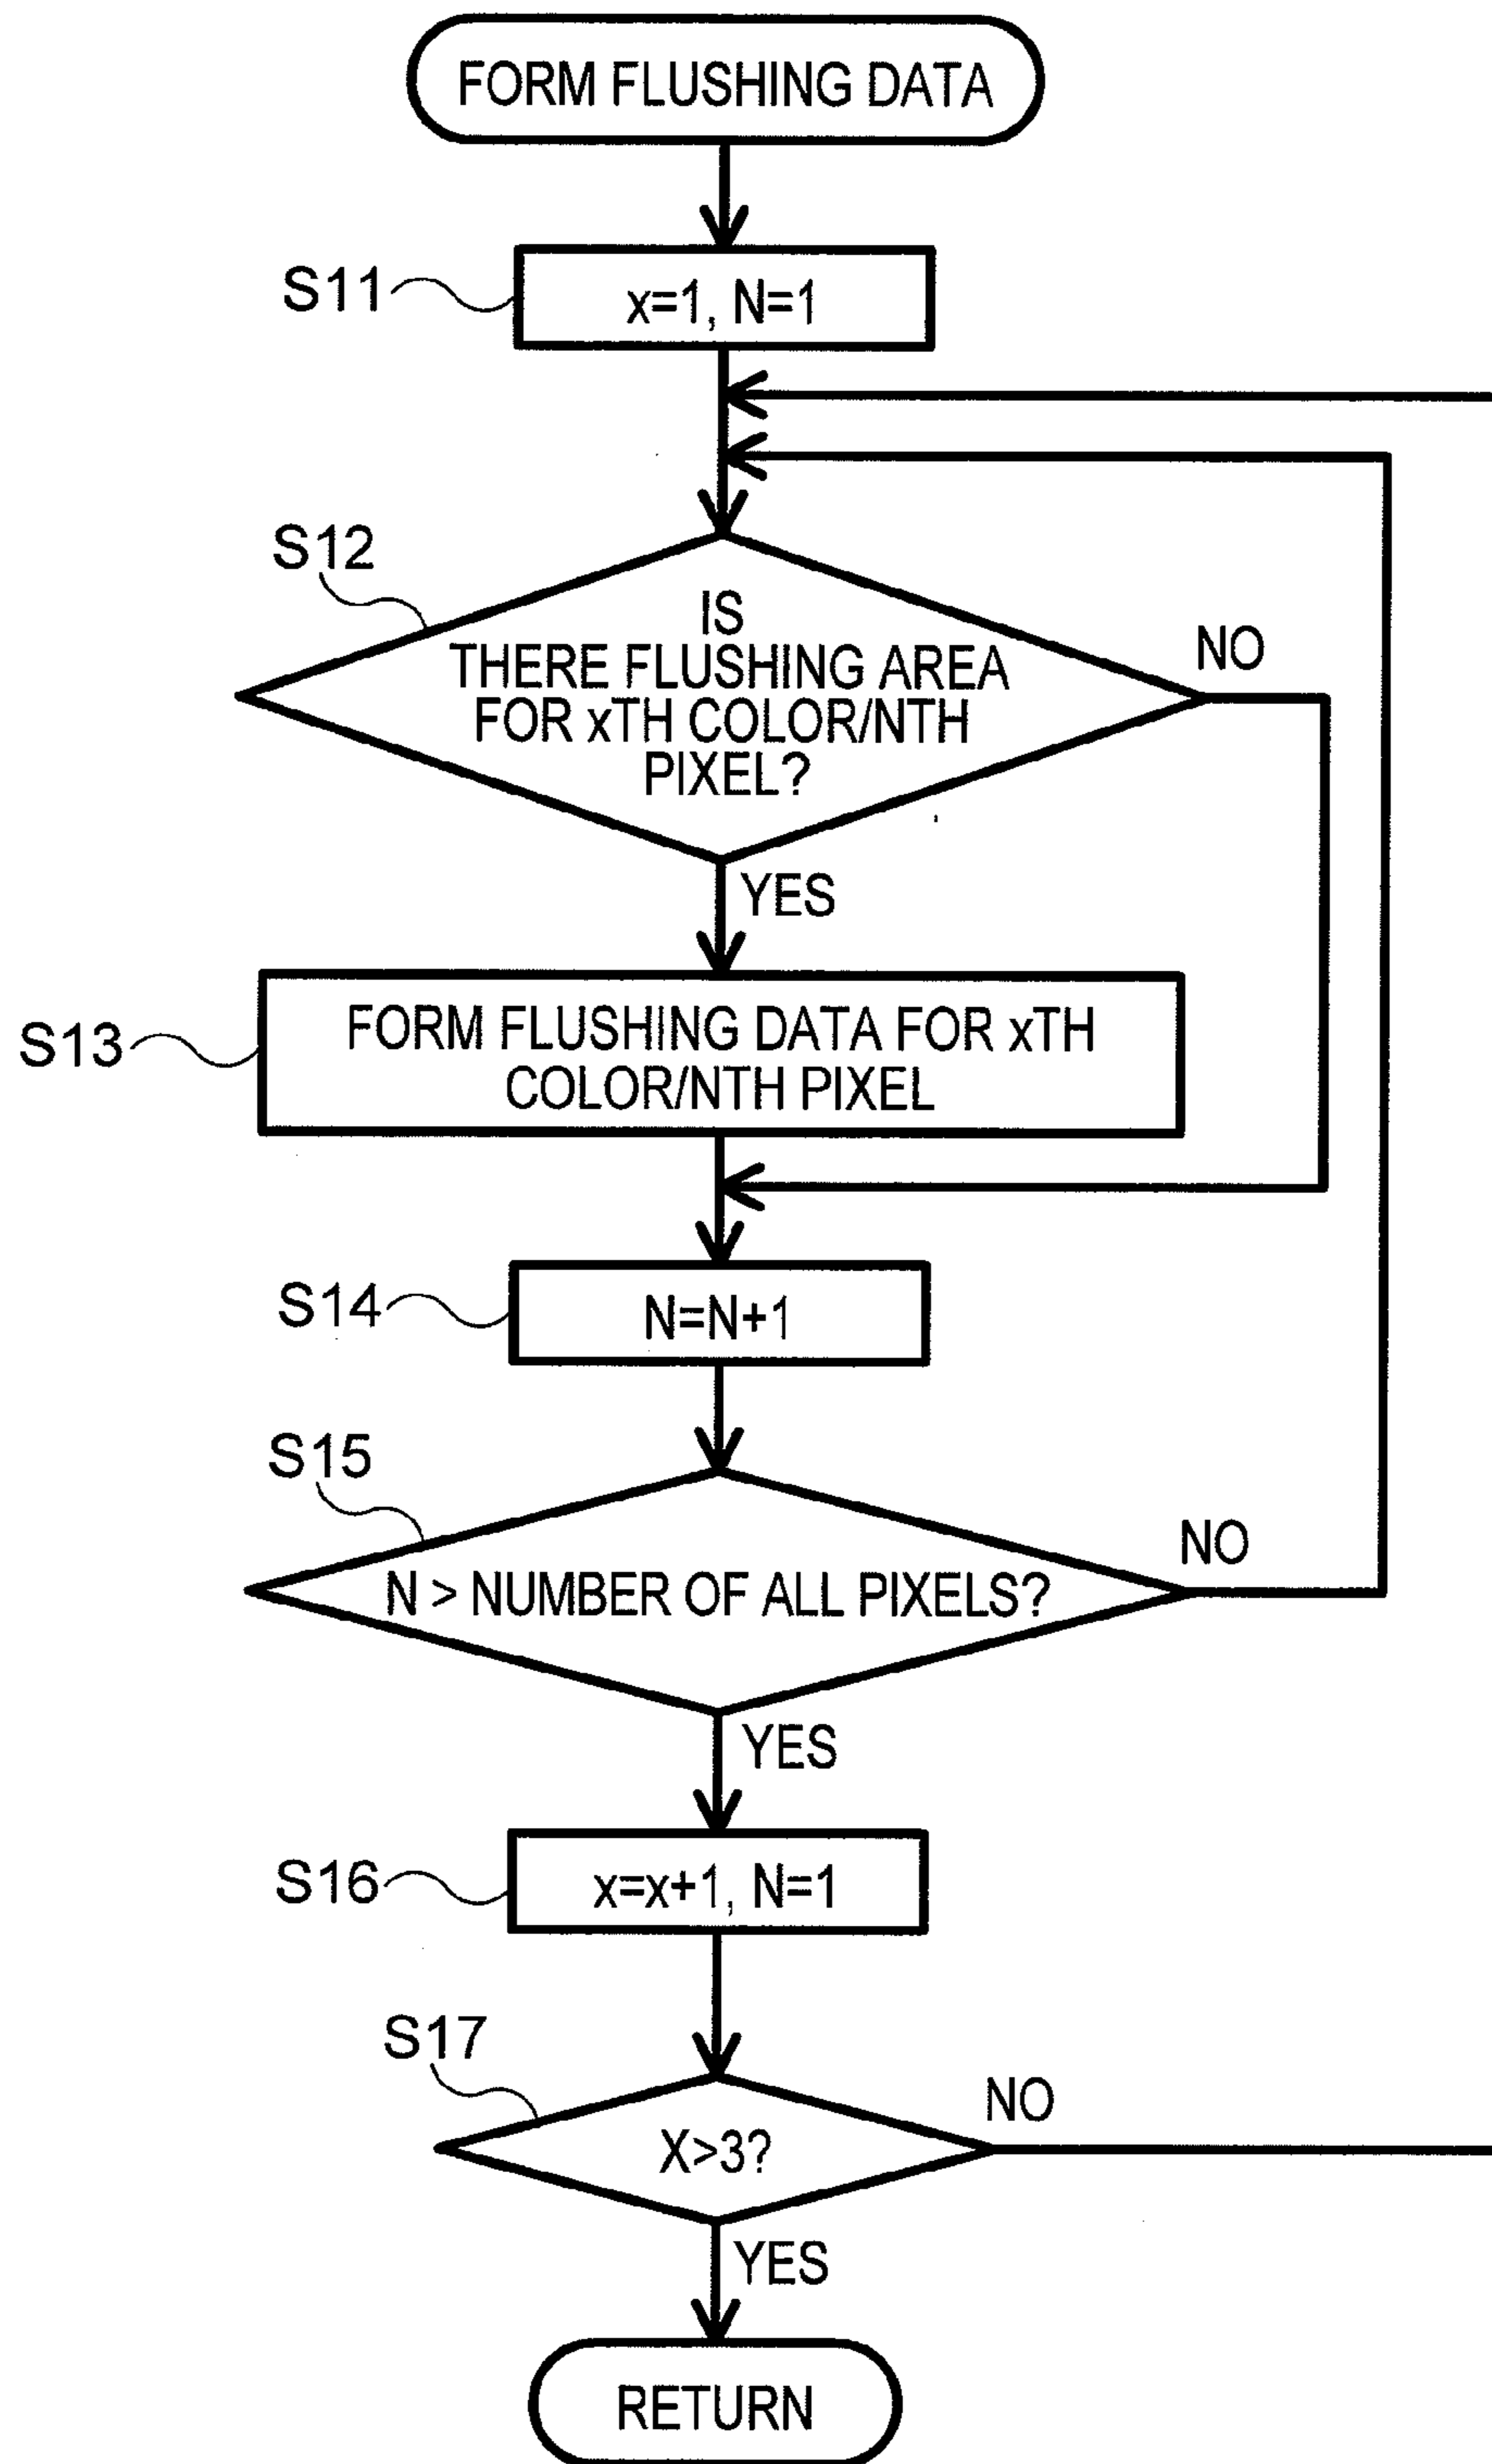 FORM FLUSHING DATA
S11
x=1, N=1
S12
IS
THERE FLUSHING AREA
FOR xTH COLOR/NTH
PIXEL?
NO
YES
S13
FORM FLUSHING DATA FOR xTH
COLOR/NTH PIXEL
S14
N=N+1
S15
N > NUMBER OF ALL PIXELS?
NO
YES
S16
x=x+1, N=1
S17
X>3?
NO
YES
RETURN